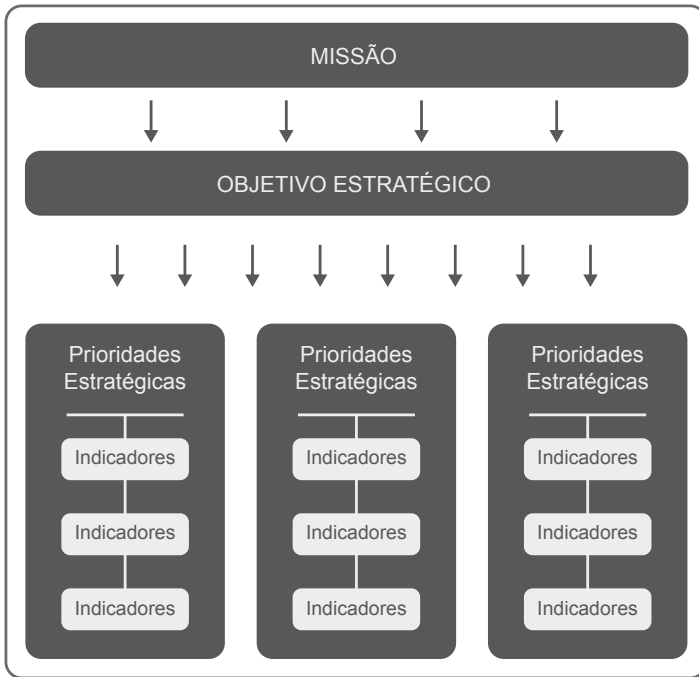 MISSÃO
OBJETIVO ESTRATÉGICO
Prioridades
Estratégicas
Indicadores
Indicadores
Indicadores
Prioridades
Estratégicas
Indicadores
Indicadores
Indicadores
Prioridades
Estratégicas
Indicadores
Indicadores
Indicadores